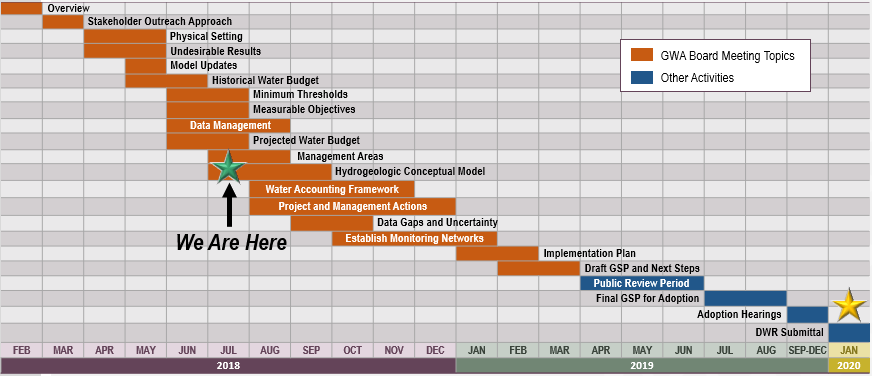 Overview
Stakeholder Outreach Approach
Physical Setting
Undesirable Results
Model Updates
Historical Water Budget
Minimum Thresholds
Measurable Objectives
Data Management
Projected Water Budget
Management Areas
Hydrogeologic Conceptual Model
Water Accounting Framework
Project and Management Actions
Data Gaps and Uncertainty
Establish Monitoring Networks
Implementation Plan
Draft GSP and Next Steps
Public Review Period
Final GSP for Adoption
Adoption Hearings
DWR Submittal
GWA Board Meeting Topics
Other Activities
We Are Here
FEB MAR APR MAY JUN JUL AUG SEP OCT NOV DEC JAN FEB MAR APR MAY JUN JUL AUG SEP-DEC JAN
2018 2019 2020